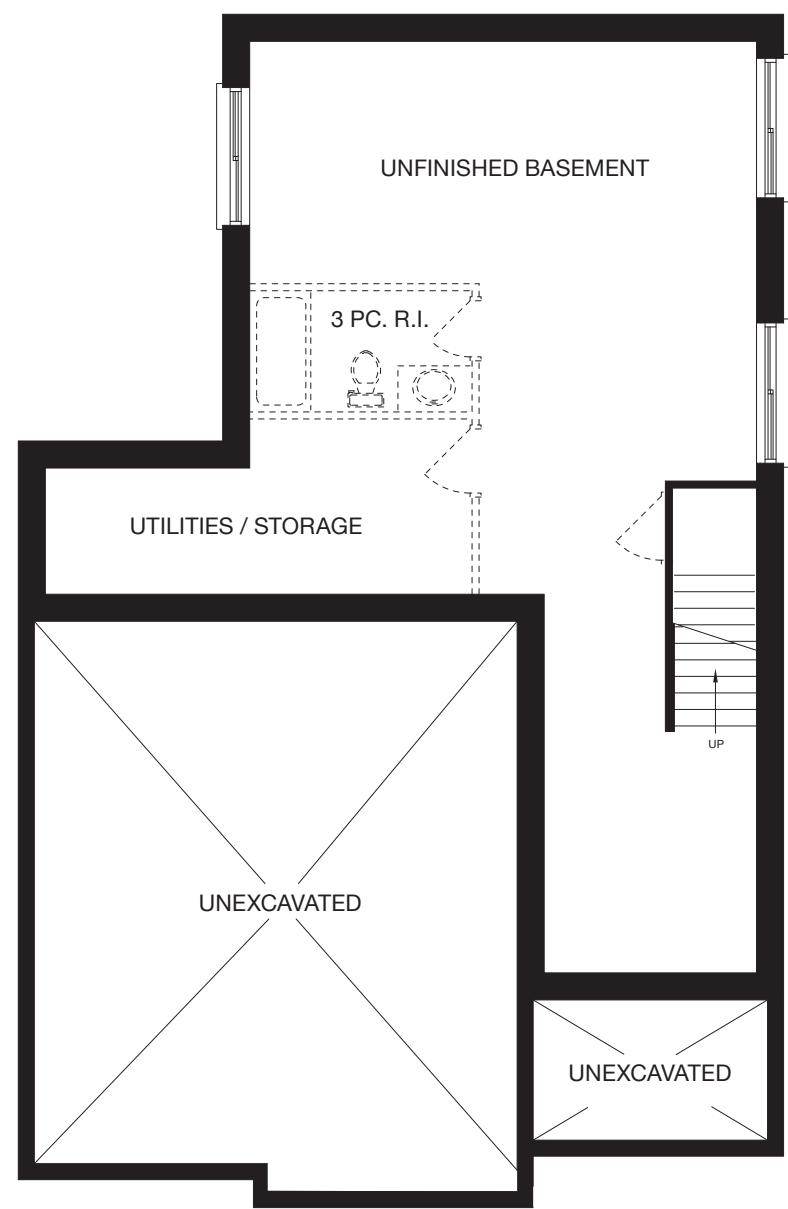 UNFINISHED BASEMENT
3 PC. R.I.
UTILITIES / STORAGE
UP
UNEXCAVATED
UNEXCAVATED